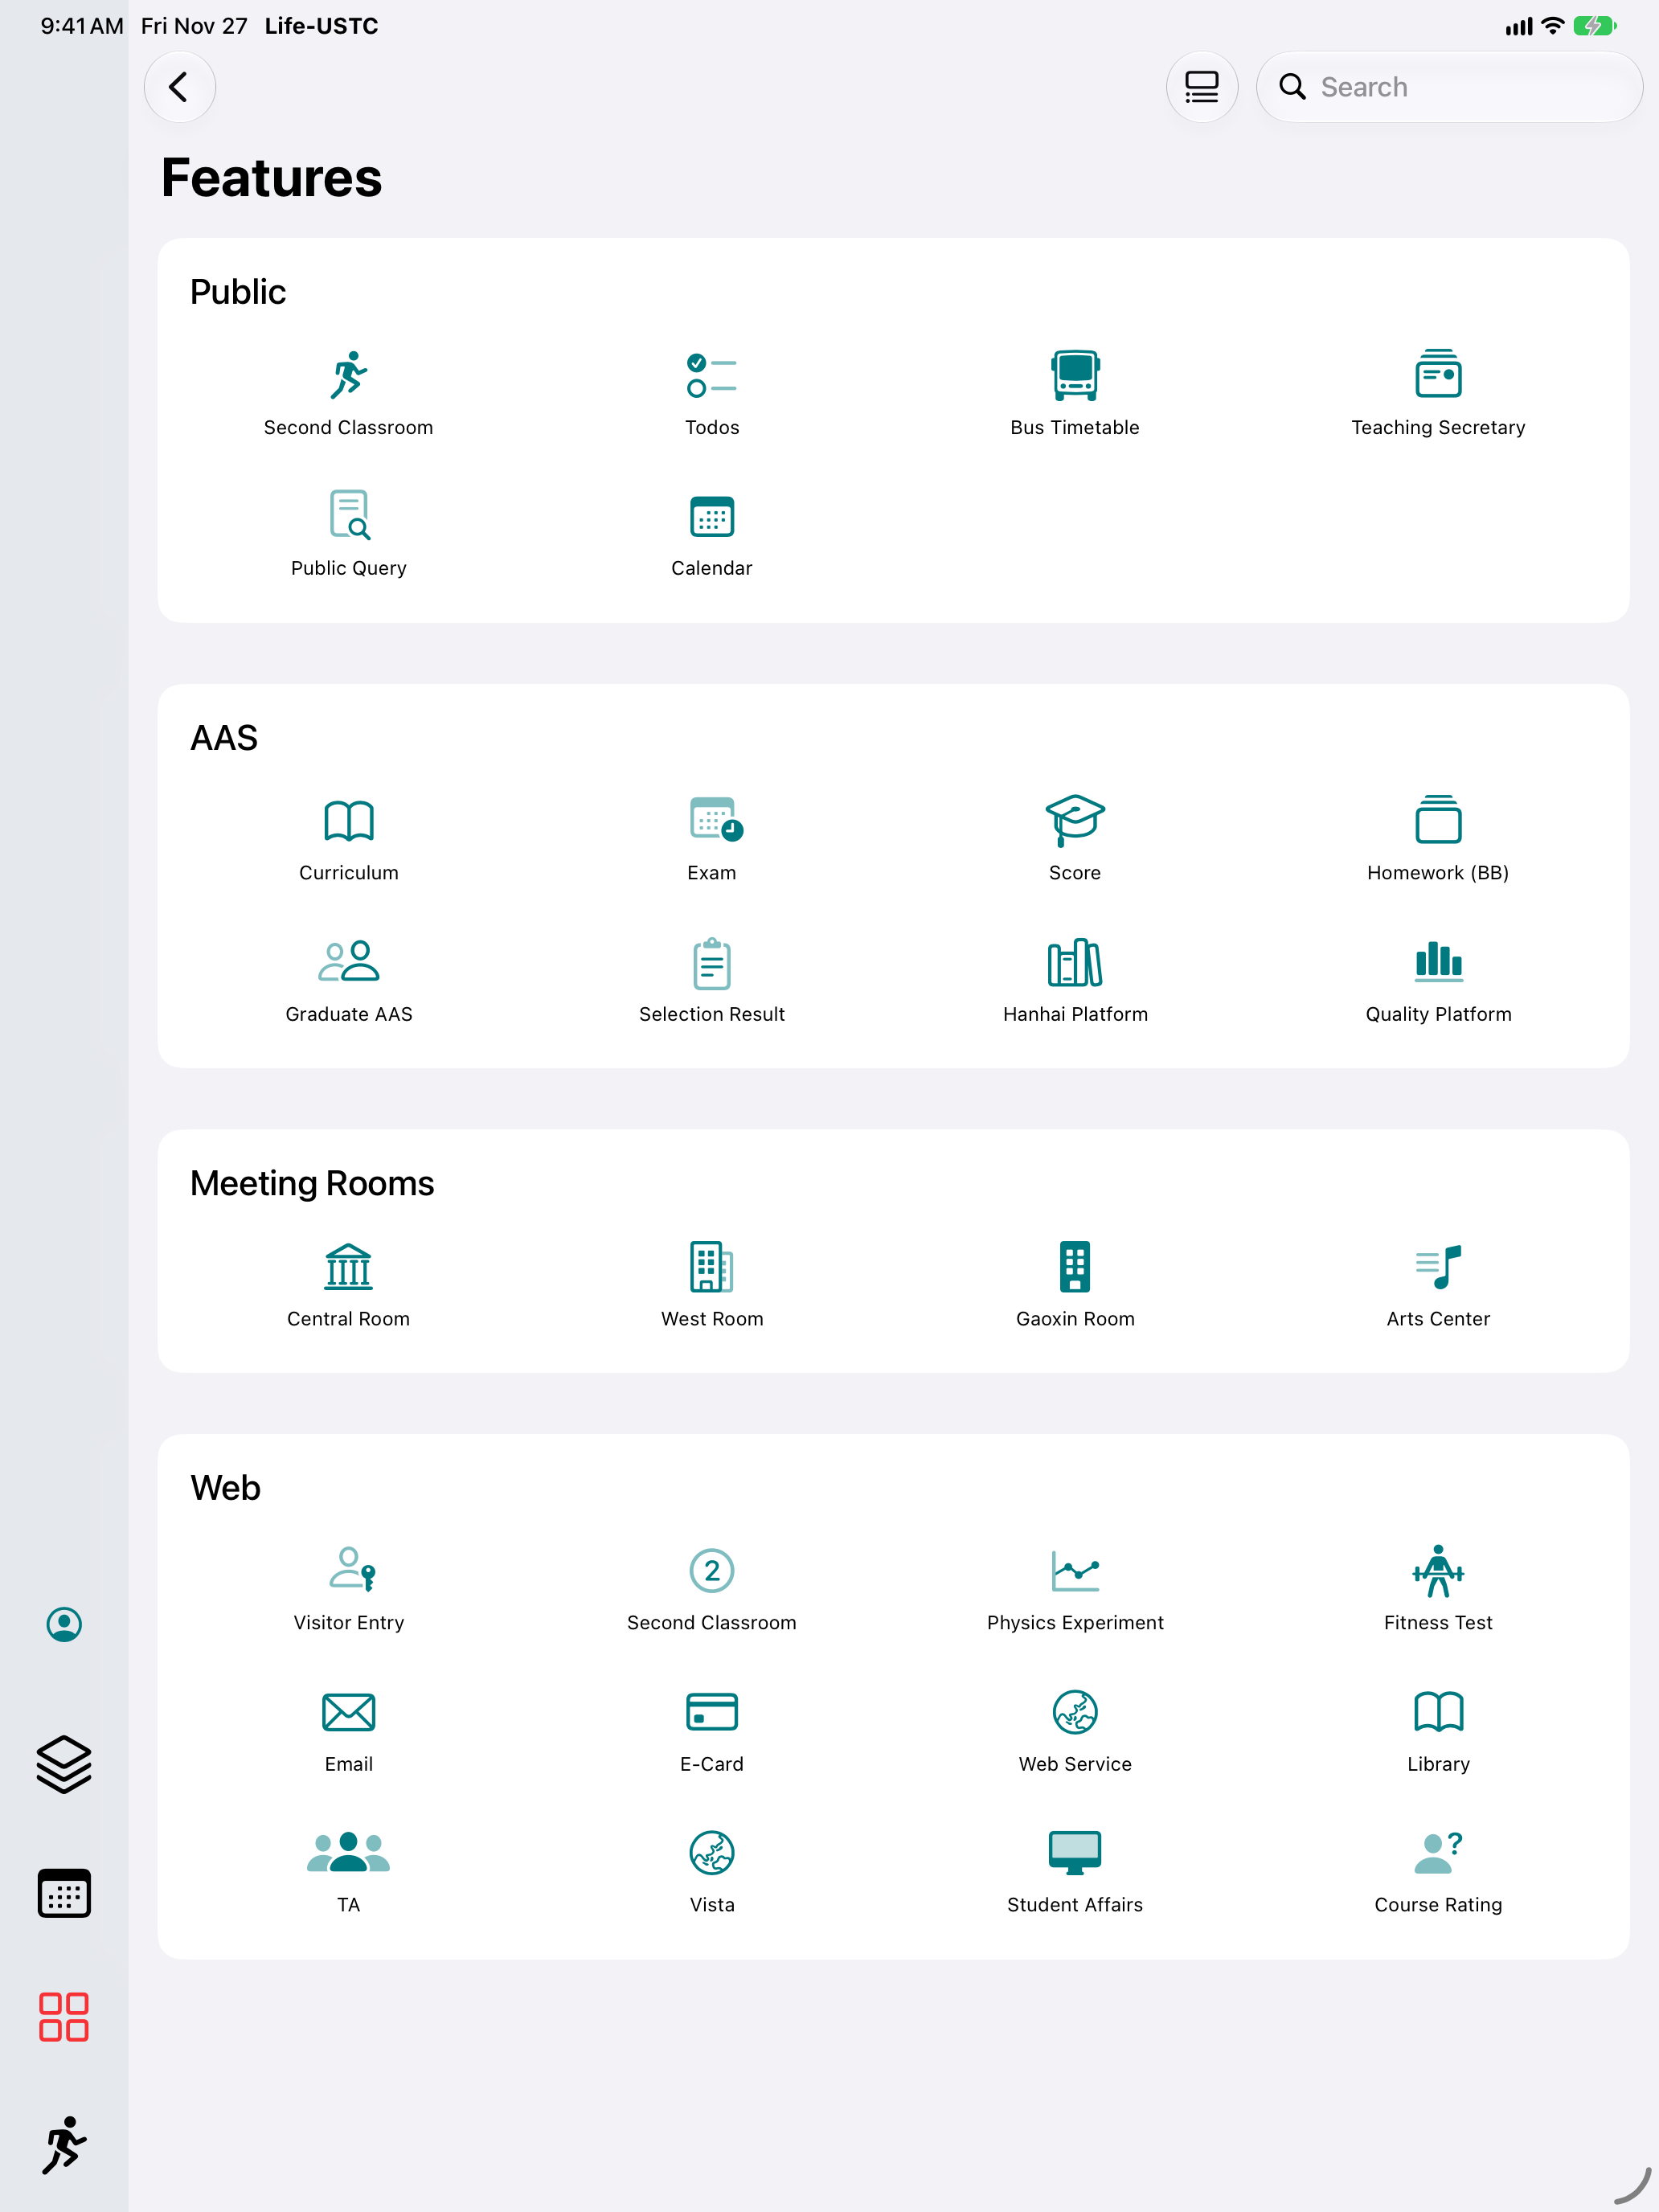 9:41 AM Fri Nov 27 Life-USTC
Search
Features
Public
Second Classroom
Todos
Bus Timetable
Teaching Secretary
Public Query
Calendar
AAS
Curriculum
Exam
Score
Homework (BB)
Graduate AAS
Selection Result
Hanhai Platform
Quality Platform
Meeting Rooms
Central Room
West Room
Gaoxin Room
Arts Center
Web
2
Visitor Entry
Second Classroom
Physics Experiment
Fitness Test
Email
E-Card
Web Service
Library
?
TA
Vista
Student Affairs
Course Rating